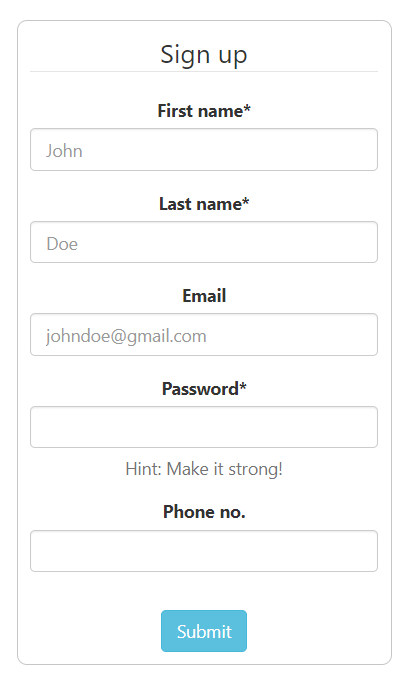 Sign up
First name*
John
Last name*
Doe
Email
johndoe@gmail.com
Password*
Hint: Make it strong!
Phone no.
Submit